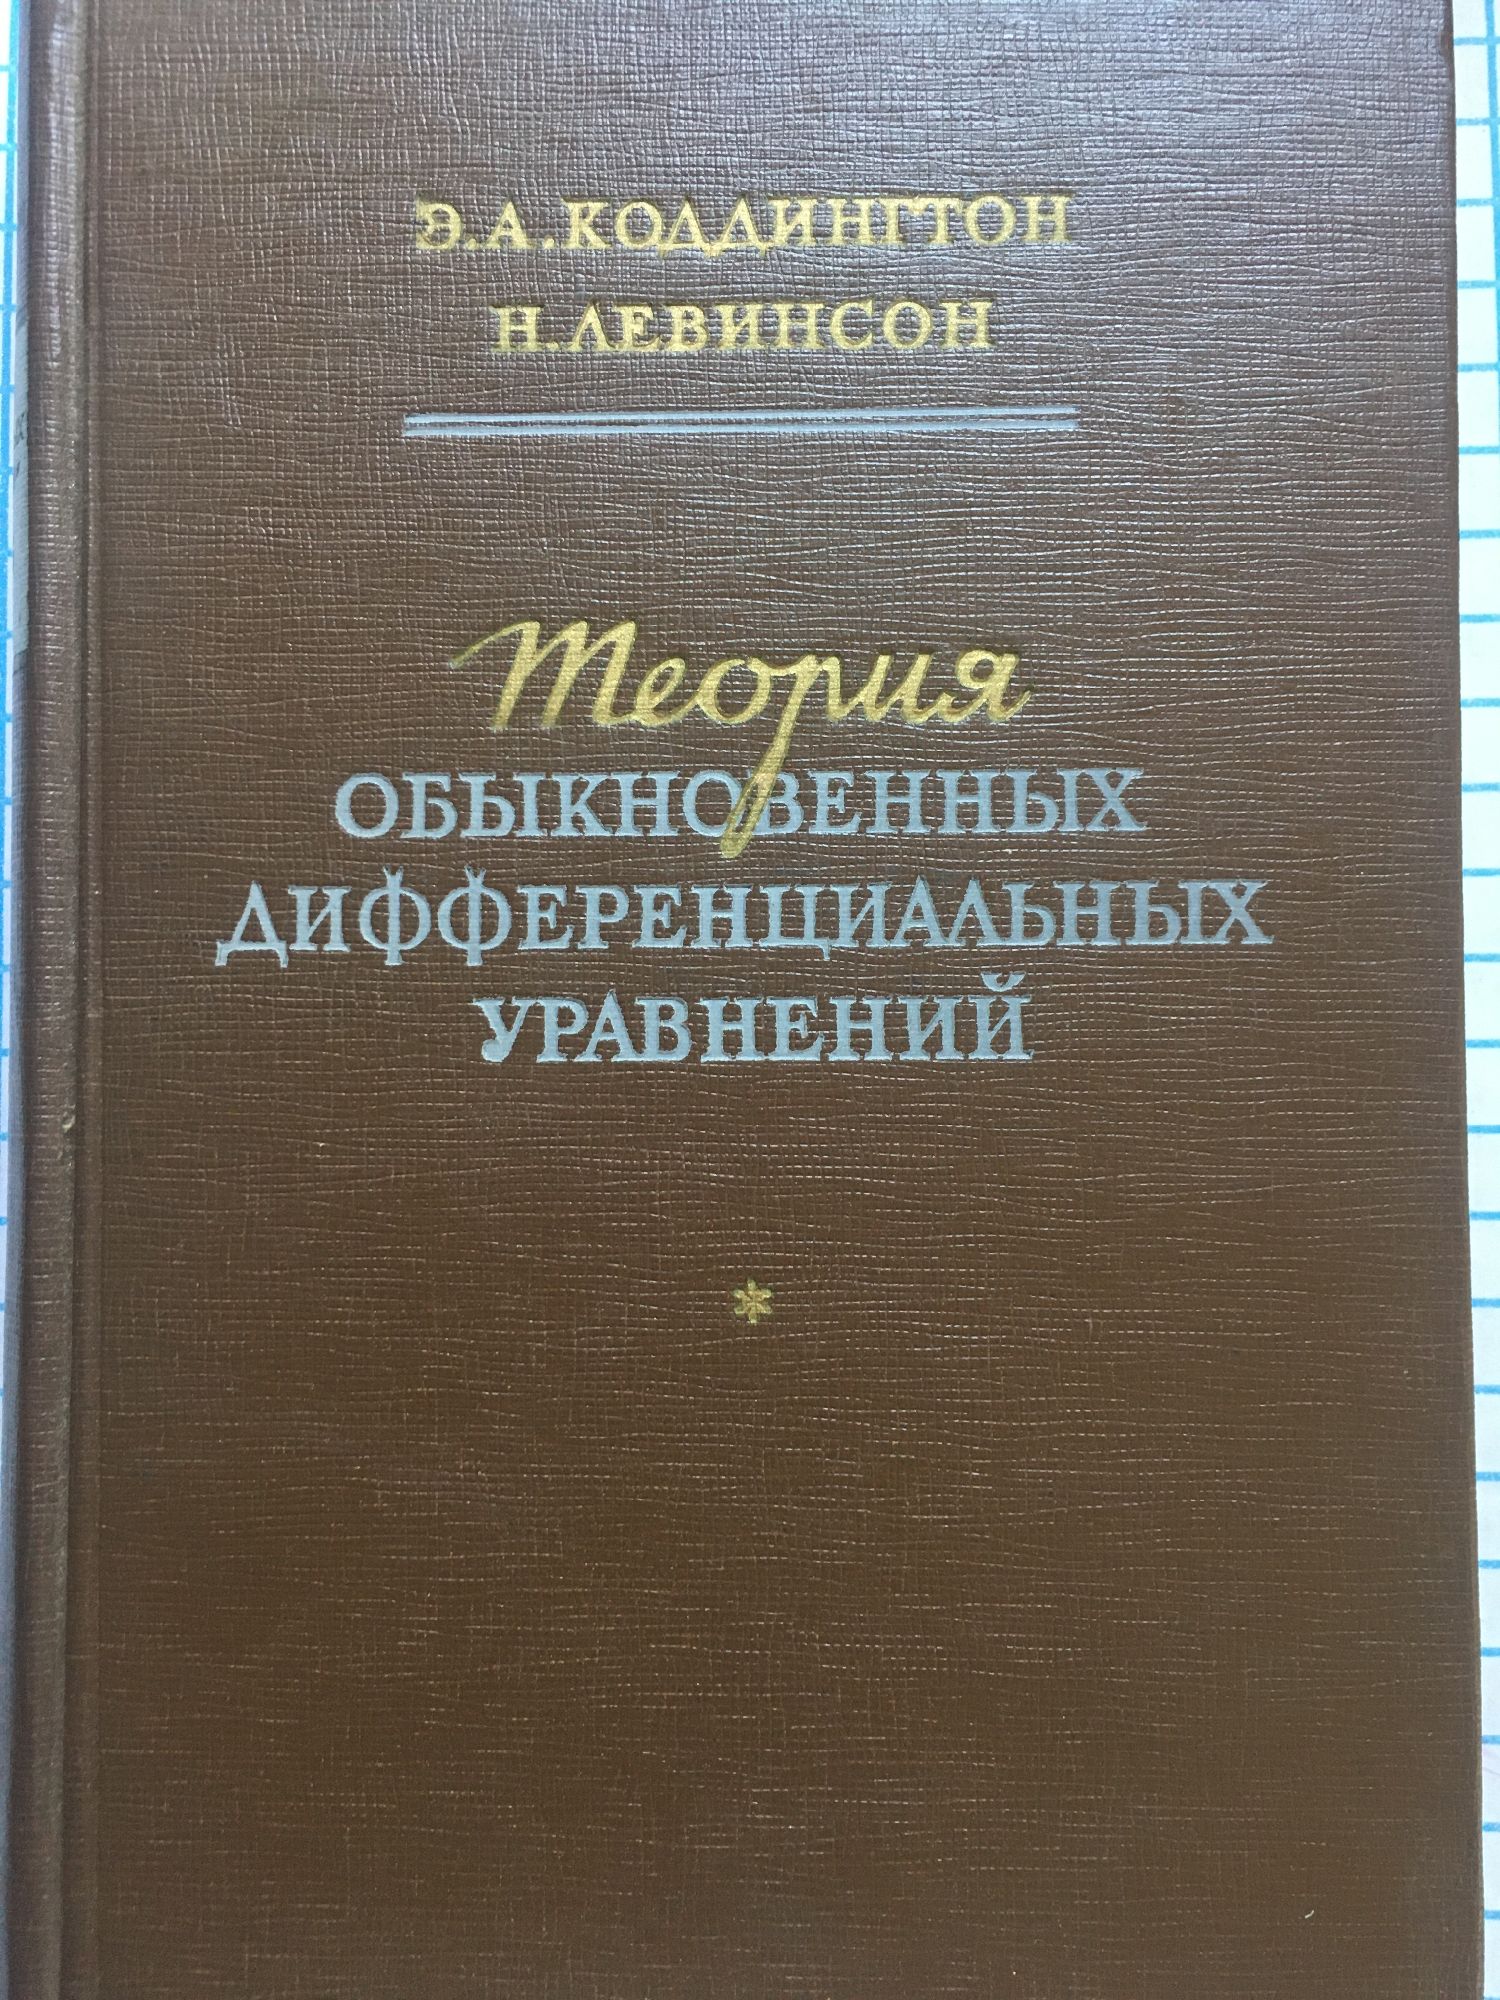 Э.А.КОДДИНГТОН
Н.ЛЕВИНСОН
Теория
ОБЫКНОВЕННЫХ
ДИФФЕРЕНЦИАЛЬНЫХ
УРАВНЕНИЙ
*